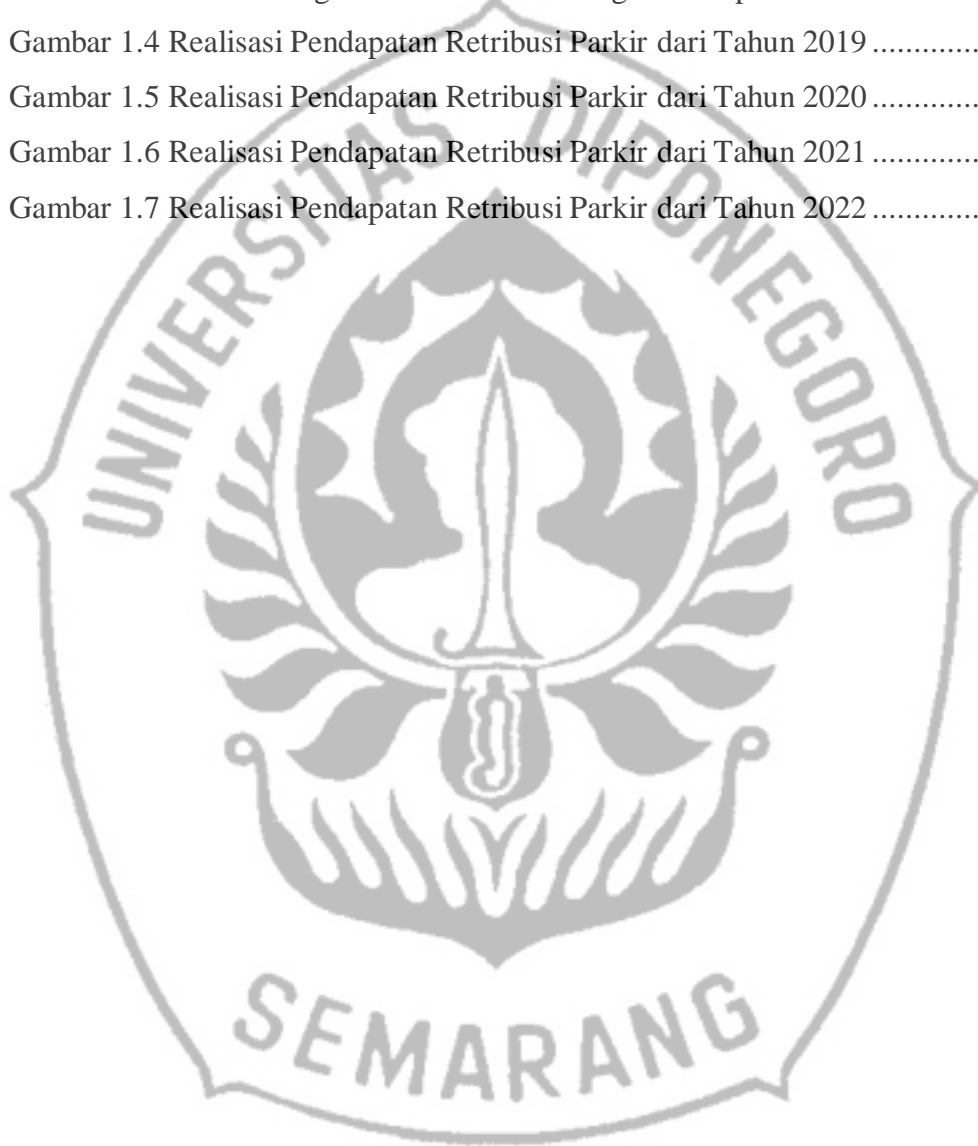 Gambar 1.4 Realisasi Pendapatan Retribusi Parkir dari Tahun 2019 .............
Gambar 1.5 Realisasi Pendapatan Retribusi Parkir dari Tahun 2020 .............
Gambar 1.6 Realisasi Pendapatan Retribusi Parkir dari Tahun 2021 .............
Gambar 1.7 Realisasi Pendapatan Retribusi Parkir dari Tahun 2022 .............
UNIVERSITAS DIPONEGORO
SEMARANG